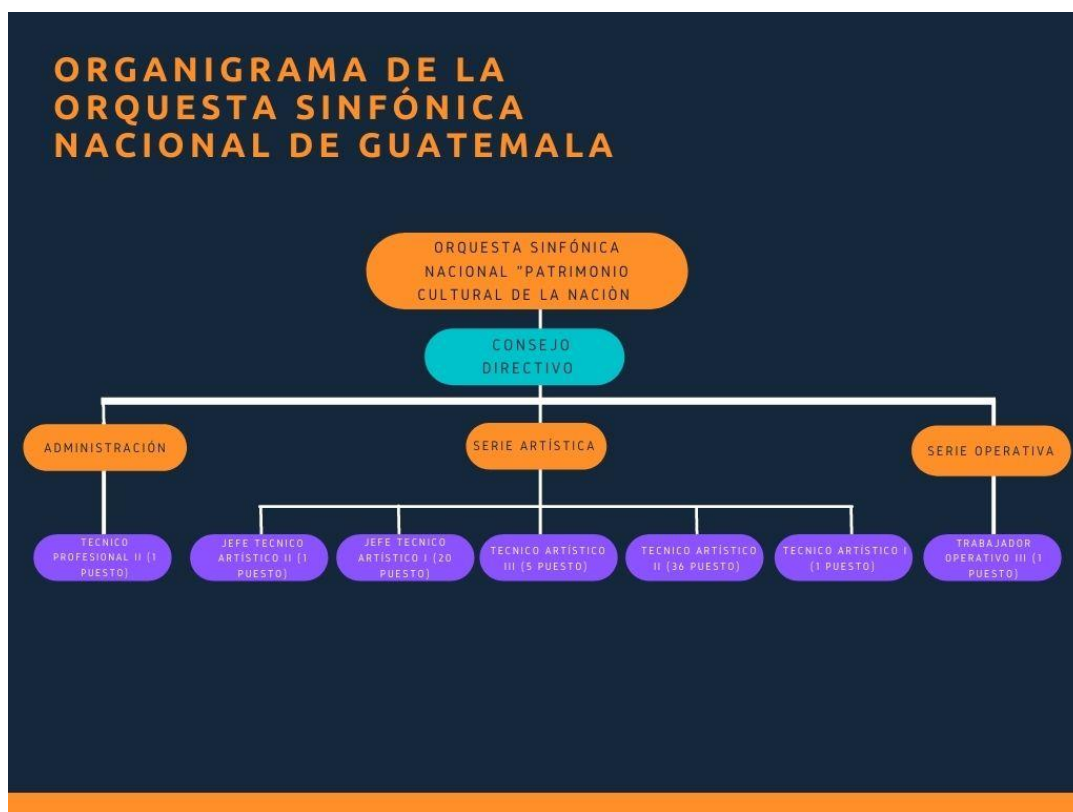 ORGANIGRAMA DE LA
ORQUESTA SINFÓNICA
NACIONAL DE GUATEMALA
ORQUESTA SINFÓNICA
NACIONAL "PATRIMONIO
CULTURAL DE LA NACIÒN
CONSEJO
DIRECTIVO
ADMINISTRACIÓN
SERIE ARTÍSTICA
SERIE OPERATIVA
TECNICO
PROFESIONAL II (1
PUESTO)
JEFE TECNICO
ARTÍSTICO II (1
PUESTO)
JEFE TECNICO
ARTÍSTICO I (20
PUESTO)
TECNICO ARTÍSTICO
III (5 PUESTO)
TECNICO ARTÍSTICO
II (36 PUESTO)
TECNICO ARTÍSTICO I
(1 PUESTO)
TRABAJADOR
OPERATIVO III (1
PUESTO)